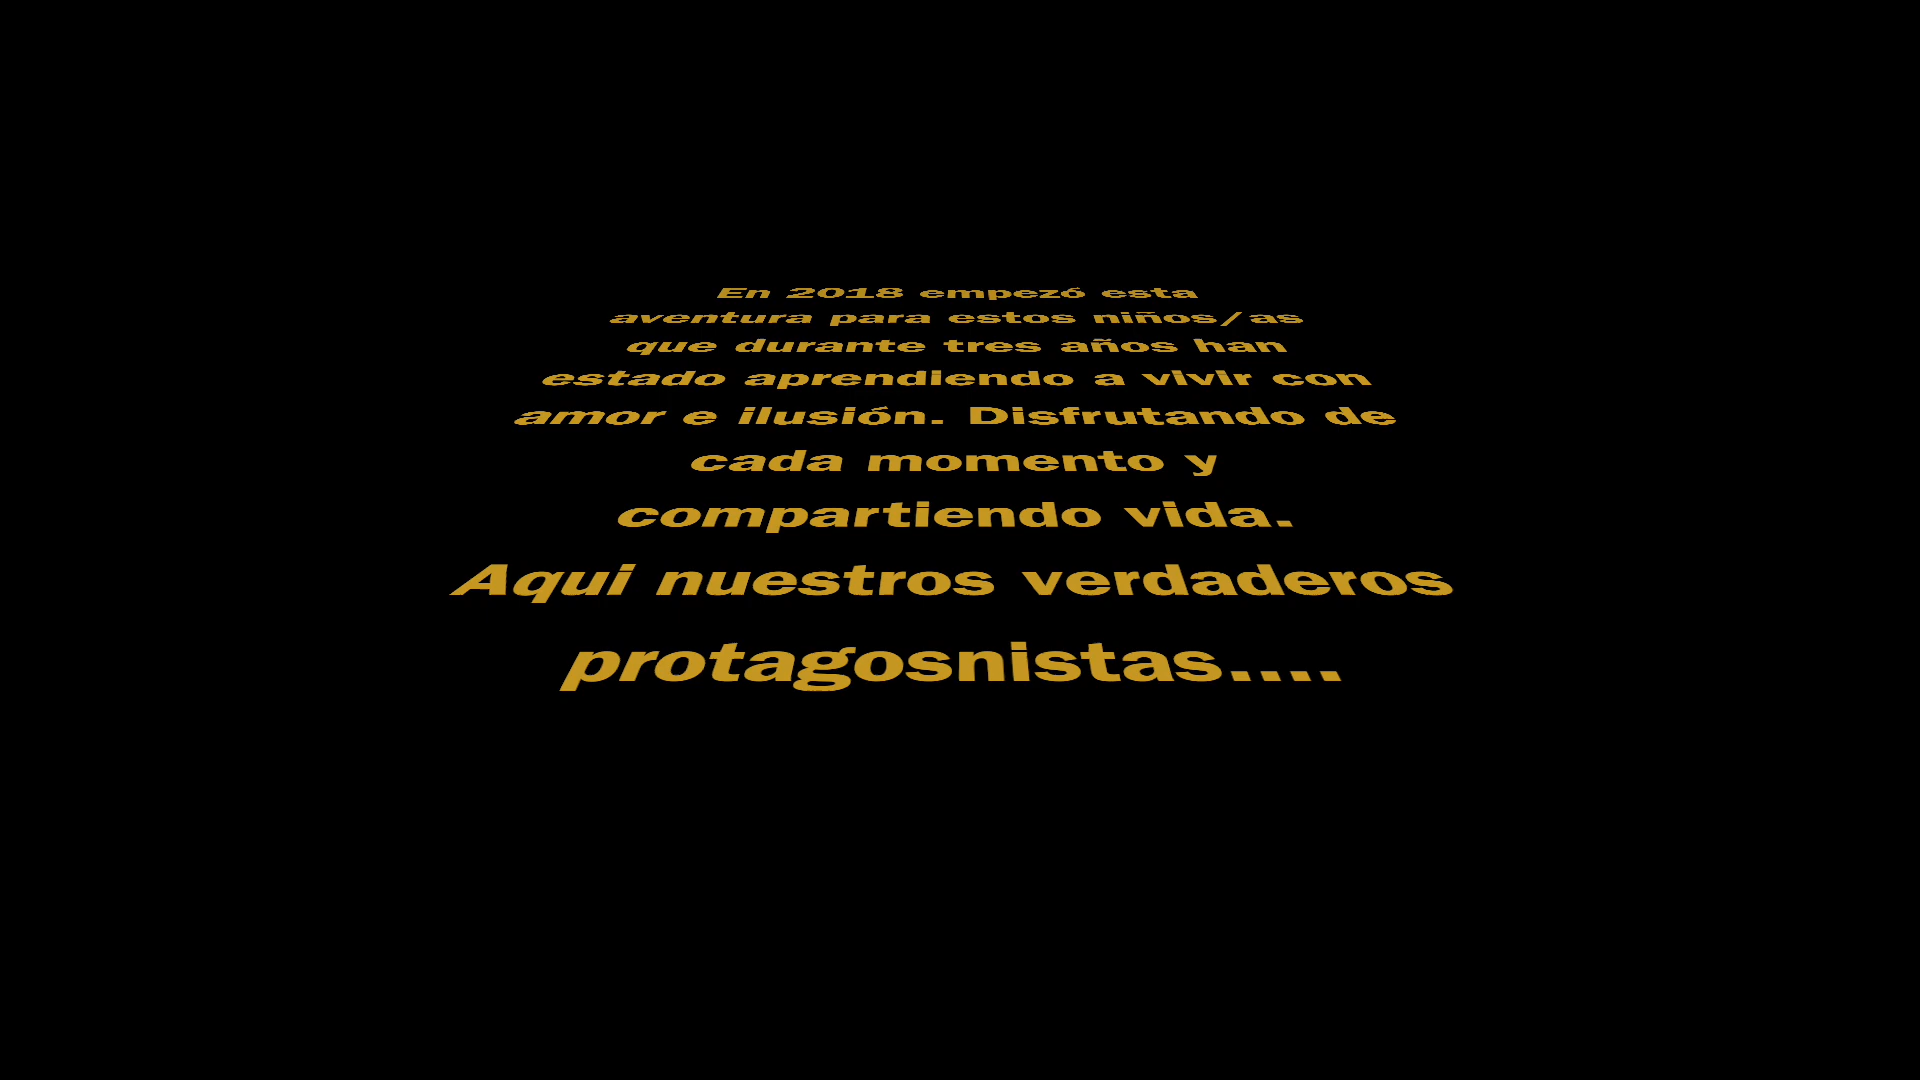 En 2018 empezó esta
aventura para estos niños/as
que durante tres años han
estado aprendiendo a vivir con
amor e ilusión. Disfrutando de
cada momento y
compartiendo vida.
Aqui nuestros verdaderos
protagosnistas....